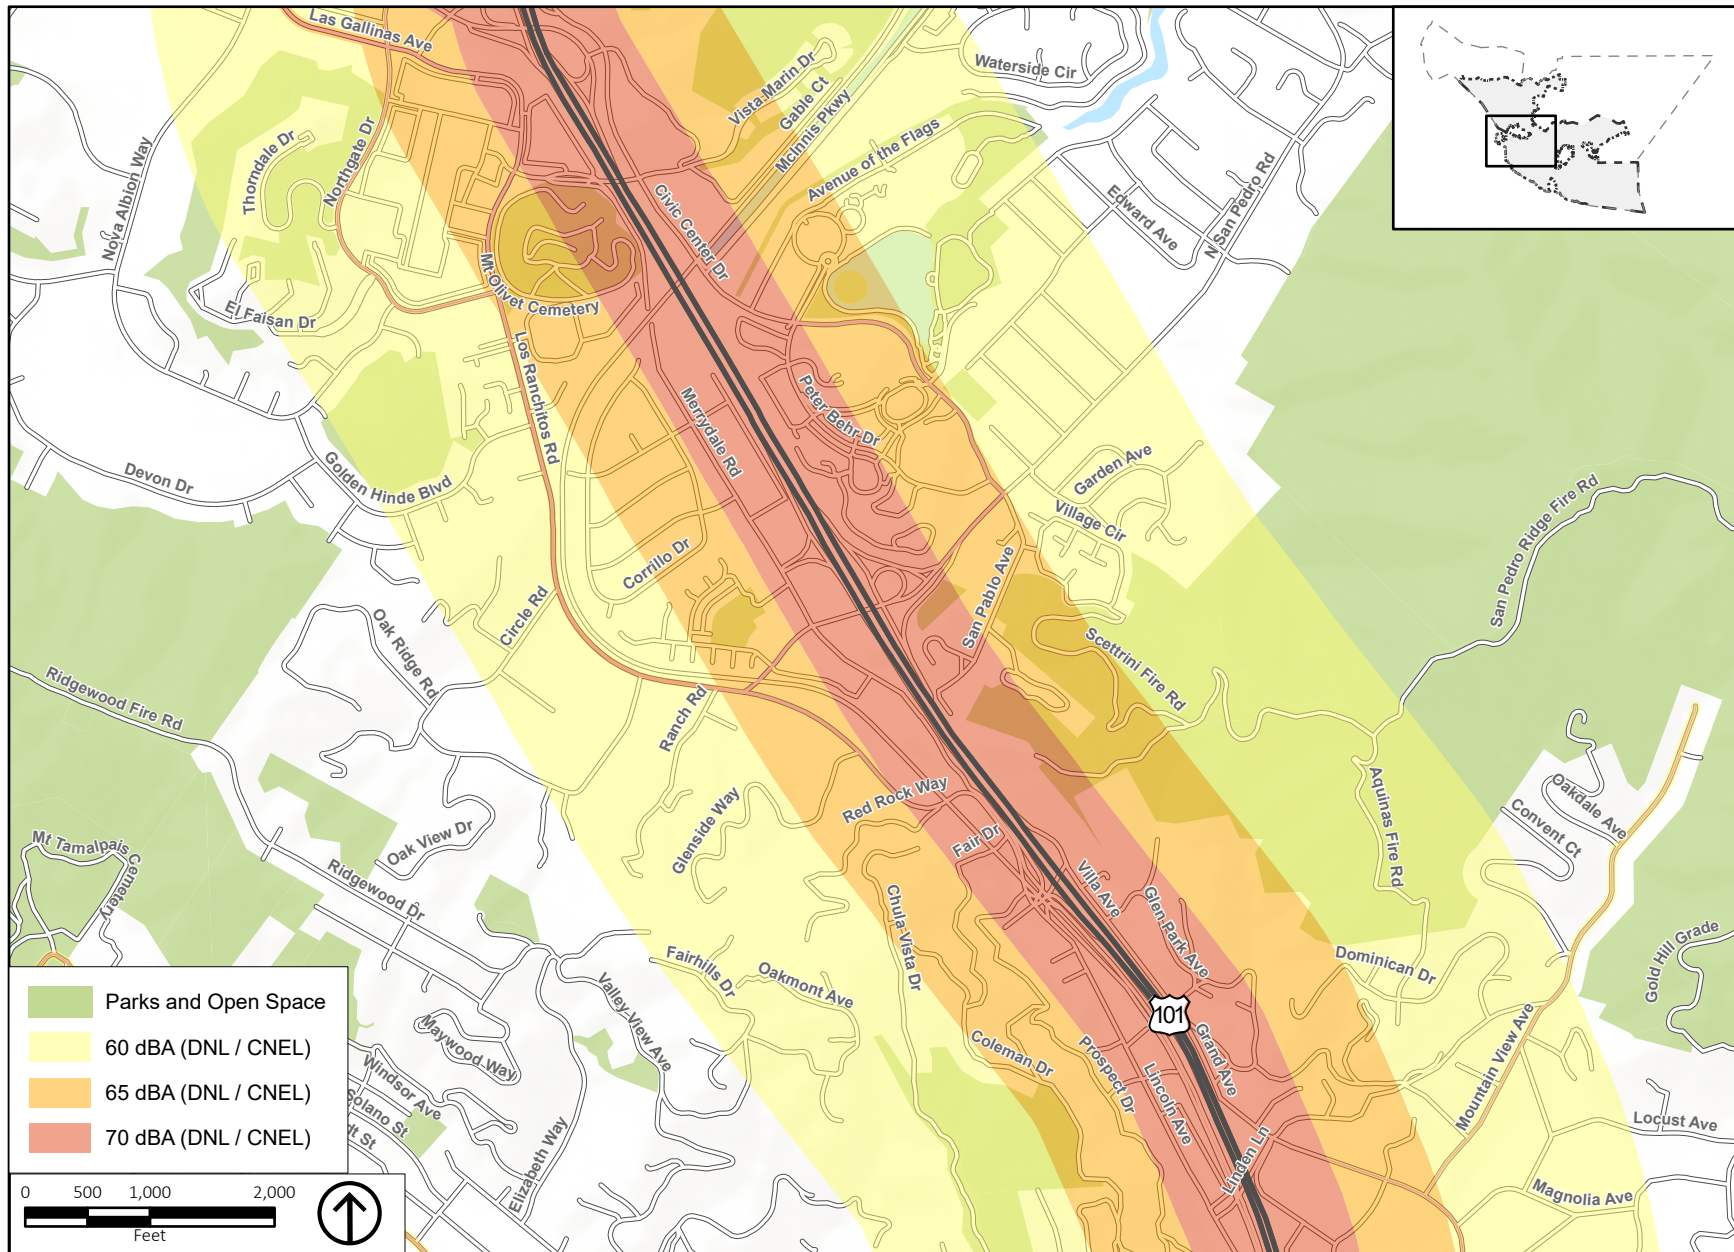 Las Gallinas Ave
Waterside Cir
Vista Marin Dr
Gable Ct
McInnis Pkwy
Avenue of the Flags
Thorndale Dr
Northgate Dr
Nova Albion Way
Civic Center Dr
Edward Ave
N San Pedro Rd
Mt Olivet Cemetery
El Faisan Dr
Los Ranchitos Rd
Merrydale Rd
Peter Behr Dr
Devon Dr
Golden Hinde Blvd
Garden Ave
Village Cir
San Pedro Ridge Fire Rd
Corrillo Dr
San Pablo Ave
Circle Rd
Oak Ridge Rd
Scettrini Fire Rd
Ridgewood Fire Rd
Ranch Rd
Red Rock Way
Glenside Way
Fair Dr
Aquinas Fire Rd
Oakdale Ave
Convent Ct
Mt Tamalpais Cemetery
Oak View Dr
Ridgewood Dr
Villa Ave
Glen Park Ave
Chula Vista Dr
Fairhills Dr
Oakmont Ave
Dominican Dr
Gold Hill Grade
Valley View Ave
101
Maywood Way
Windsor Ave
Solano St
dt St
Coleman Dr
Prospect Dr
Lincoln Ave
Grand Ave
Mountain View Ave
Locust Ave
Elizabeth Way
Linden Ln
Magnolia Ave
Parks and Open Space
60 dBA (DNL / CNEL)
65 dBA (DNL / CNEL)
70 dBA (DNL / CNEL)
0 500 1,000 2,000
Feet